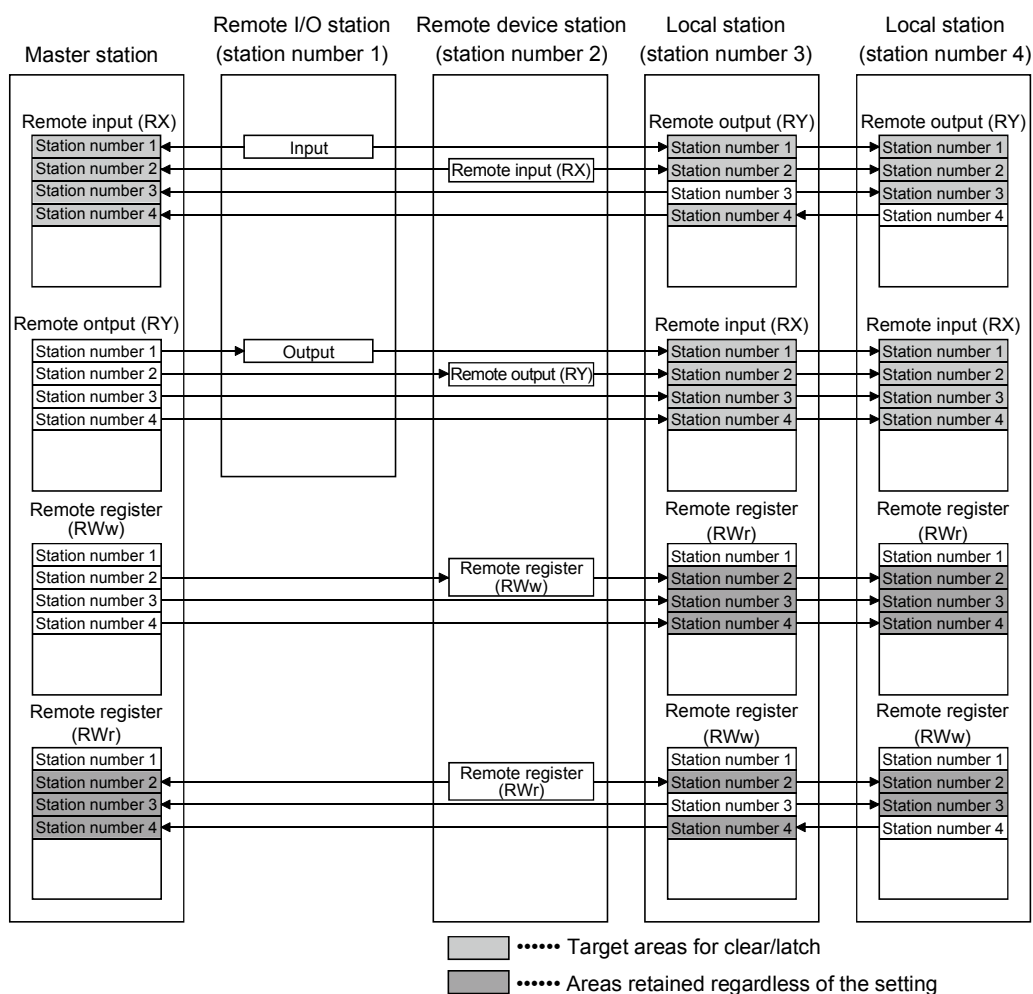 Master station
Remote I/O station
(station number 1)
Remote device station
(station number 2)
Local station
(station number 3)
Local station
(station number 4)
Remote input (RX)
Station number 1
Station number 2
Station number 3
Station number 4
Input
Remote input (RX)
Remote output (RY)
Station number 1
Station number 2
Station number 3
Station number 4
Remote output (RY)
Station number 1
Station number 2
Station number 3
Station number 4
Remote ontput (RY)
Station number 1
Station number 2
Station number 3
Station number 4
Output
Remote output (RY)
Remote input (RX)
Station number 1
Station number 2
Station number 3
Station number 4
Remote input (RX)
Station number 1
Station number 2
Station number 3
Station number 4
Remote register
(RWw)
Station number 1
Station number 2
Station number 3
Station number 4
Remote register
(RWw)
Remote register
(RWr)
Station number 1
Station number 2
Station number 3
Station number 4
Remote register
(RWr)
Station number 1
Station number 2
Station number 3
Station number 4
Remote register
(RWr)
Station number 1
Station number 2
Station number 3
Station number 4
Remote register
(RWr)
Remote register
(RWw)
Station number 1
Station number 2
Station number 3
Station number 4
Remote register
(RWw)
Station number 1
Station number 2
Station number 3
Station number 4
•••••• Target areas for clear/latch
•••••• Areas retained regardless of the setting